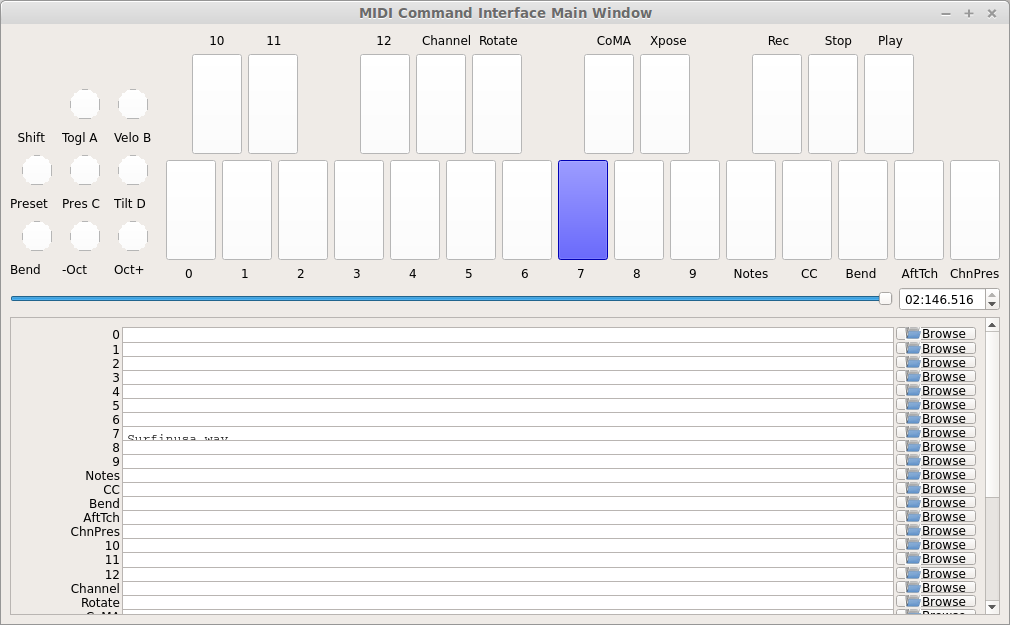 MIDI Command Interface Main Window
10 11 12 Channel Rotate CoMA Xpose Rec Stop Play
Shift Togl A Velo B
Preset Pres C Tilt D
Bend -Oct Oct+
0 1 2 3 4 5 6 7 8 9 Notes CC Bend AftTch ChnPres
02:146.516
0 Browse
1 Browse
2 Browse
3 Browse
4 Browse
5 Browse
6 Browse
7 Surfinusa.wav Browse
8 Browse
9 Browse
Notes Browse
CC Browse
Bend Browse
AftTch Browse
ChnPres Browse
10 Browse
11 Browse
12 Browse
Channel Browse
Rotate Browse
CoMA Browse